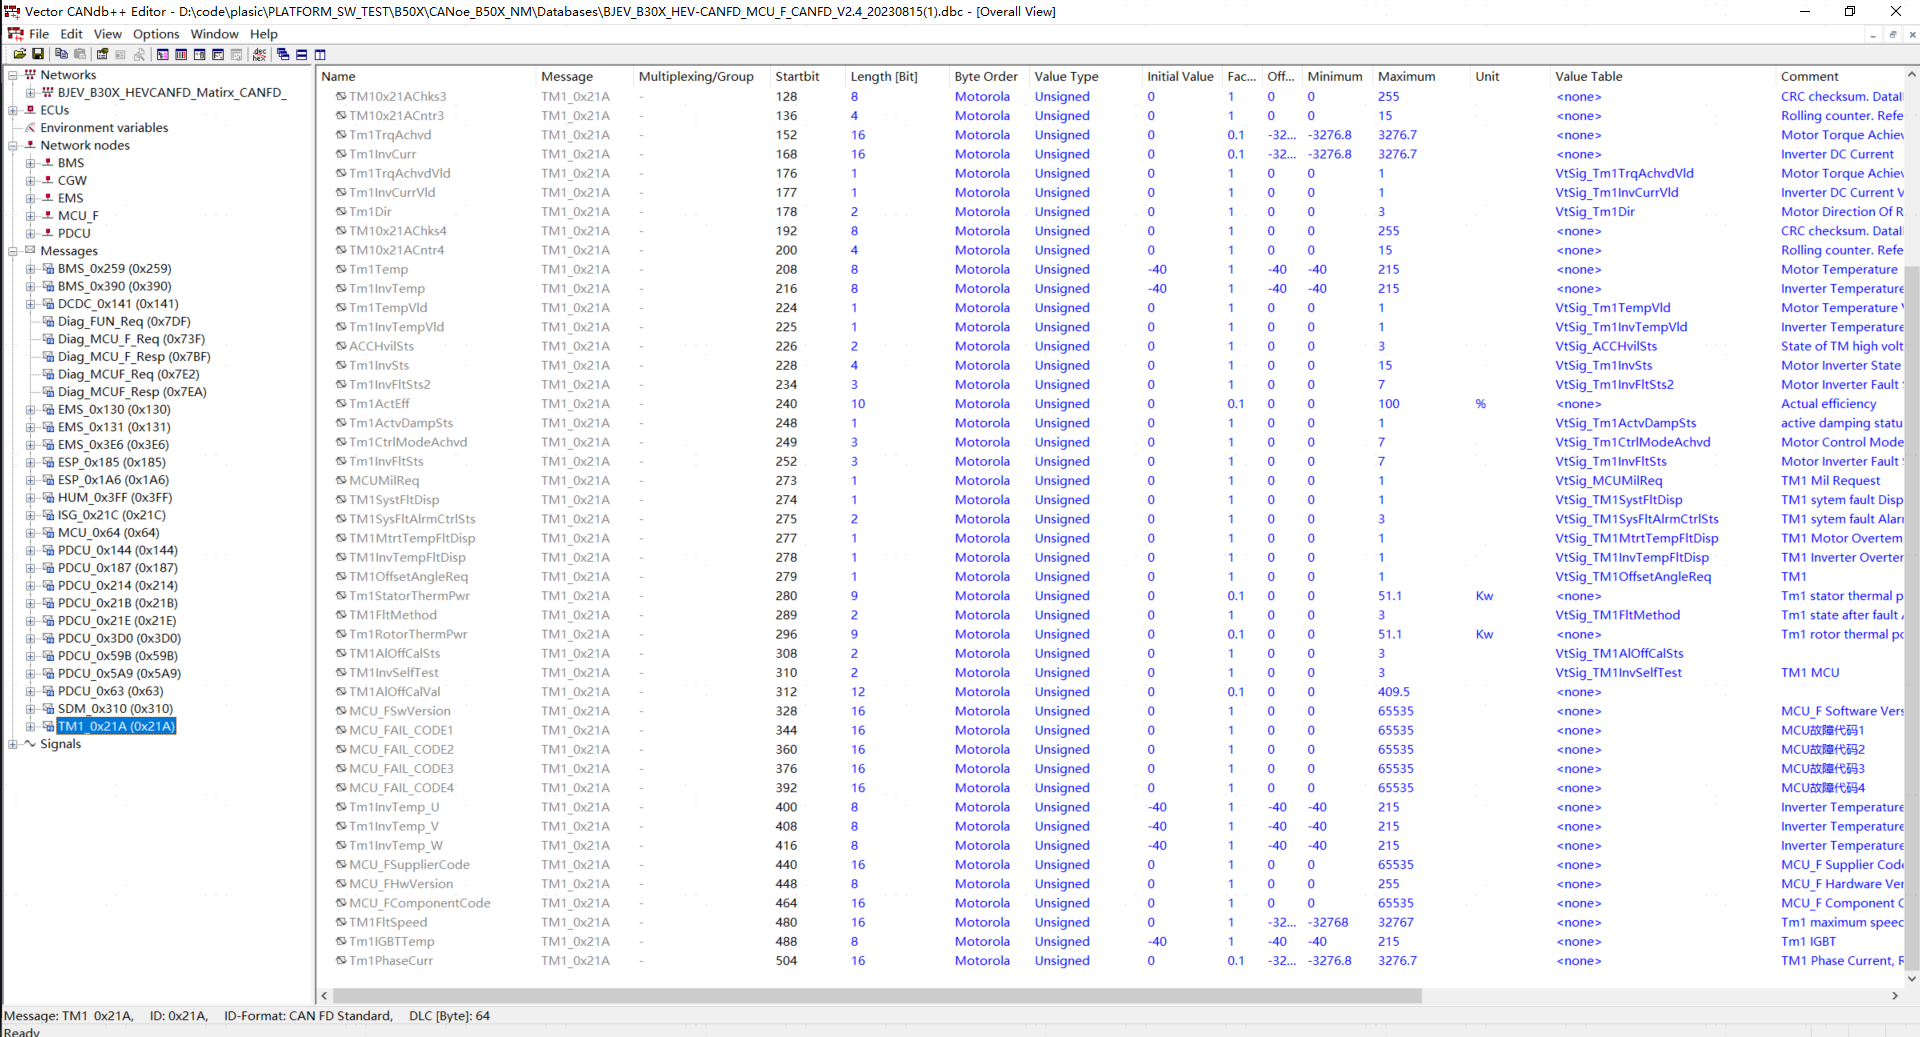 Vector CANdb++ Editor - D:\code\plasic\PLATFORM_SW_TEST\B50X\CANoe_B50X_NM\Databases\BJEV_B30X_HEV-CANFD_MCU_F_CANFD_V2.4_20230815(1).dbc - [Overall View]
File Edit View Options Window Help
Networks
BJEV_B30X_HEVCANFD_Matirx_CANFD_
ECUs
Environment variables
Network nodes
BMS
CGW
EMS
MCU_F
PDCU
Messages
BMS_0x259 (0x259)
BMS_0x390 (0x390)
DCDC_0x141 (0x141)
Diag_FUN_Req (0x7DF)
Diag_MCU_F_Req (0x73F)
Diag_MCU_F_Resp (0x7BF)
Diag_MCUF_Req (0x7E2)
Diag_MCUF_Resp (0x7EA)
EMS_0x130 (0x130)
EMS_0x131 (0x131)
EMS_0x3E6 (0x3E6)
ESP_0x185 (0x185)
ESP_0x1A6 (0x1A6)
HUM_0x3FF (0x3FF)
ISG_0x21C (0x21C)
MCU_0x64 (0x64)
PDCU_0x144 (0x144)
PDCU_0x187 (0x187)
PDCU_0x214 (0x214)
PDCU_0x21B (0x21B)
PDCU_0x21E (0x21E)
PDCU_0x3D0 (0x3D0)
PDCU_0x59B (0x59B)
PDCU_0x5A9 (0x5A9)
PDCU_0x63 (0x63)
SDM_0x310 (0x310)
TM1_0x21A (0x21A)
Signals
Name Message Multiplexing/Group Startbit Length [Bit] Byte Order Value Type Initial Value Fac... Off... Minimum Maximum Unit Value Table Comment
TM10x21AChks3 TM1_0x21A - 128 8 Motorola Unsigned 0 1 0 0 255 <none> CRC checksum. DataI
TM10x21ACntr3 TM1_0x21A - 136 4 Motorola Unsigned 0 1 0 0 15 <none> Rolling counter. Refe
Tm1TrqAchvd TM1_0x21A - 152 16 Motorola Unsigned 0 0.1 -32... -3276.8 3276.7 <none> Motor Torque Achiev
Tm1InvCurr TM1_0x21A - 168 16 Motorola Unsigned 0 0.1 -32... -3276.8 3276.7 <none> Inverter DC Current
Tm1TrqAchvdVld TM1_0x21A - 176 1 Motorola Unsigned 0 1 0 0 1 VtSig_Tm1TrqAchvdVld Motor Torque Achiev
Tm1InvCurrVld TM1_0x21A - 177 1 Motorola Unsigned 0 1 0 0 1 VtSig_Tm1InvCurrVld Inverter DC Current V
Tm1Dir TM1_0x21A - 178 2 Motorola Unsigned 0 1 0 0 3 VtSig_Tm1Dir Motor Direction Of R
TM10x21AChks4 TM1_0x21A - 192 8 Motorola Unsigned 0 1 0 0 255 <none> CRC checksum. DataI
TM10x21ACntr4 TM1_0x21A - 200 4 Motorola Unsigned 0 1 0 0 15 <none> Rolling counter. Refe
Tm1Temp TM1_0x21A - 208 8 Motorola Unsigned -40 1 -40 -40 215 <none> Motor Temperature
Tm1InvTemp TM1_0x21A - 216 8 Motorola Unsigned -40 1 -40 -40 215 <none> Inverter Temperature
Tm1TempVld TM1_0x21A - 224 1 Motorola Unsigned 0 1 0 0 1 VtSig_Tm1TempVld Motor Temperature V
Tm1InvTempVld TM1_0x21A - 225 1 Motorola Unsigned 0 1 0 0 1 VtSig_Tm1InvTempVld Inverter Temperature
ACCHvilSts TM1_0x21A - 226 2 Motorola Unsigned 0 1 0 0 3 VtSig_ACCHvilSts State of TM high volt
Tm1InvSts TM1_0x21A - 228 4 Motorola Unsigned 0 1 0 0 15 VtSig_Tm1InvSts Motor Inverter State
Tm1InvFltSts2 TM1_0x21A - 234 3 Motorola Unsigned 0 1 0 0 7 VtSig_Tm1InvFltSts2 Motor Inverter Fault S
Tm1ActEff TM1_0x21A - 240 10 Motorola Unsigned 0 0.1 0 0 100 % <none> Actual efficiency
Tm1ActvDampSts TM1_0x21A - 248 1 Motorola Unsigned 0 1 0 0 1 VtSig_Tm1ActvDampSts active damping statu
Tm1CtrlModeAchvd TM1_0x21A - 249 3 Motorola Unsigned 0 1 0 0 7 VtSig_Tm1CtrlModeAchvd Motor Control Mode
Tm1InvFltSts TM1_0x21A - 252 3 Motorola Unsigned 0 1 0 0 7 VtSig_Tm1InvFltSts Motor Inverter Fault S
MCUMilReq TM1_0x21A - 273 1 Motorola Unsigned 0 1 0 0 1 VtSig_MCUMilReq TM1 Mil Request
TM1SystFltDisp TM1_0x21A - 274 1 Motorola Unsigned 0 1 0 0 1 VtSig_TM1SystFltDisp TM1 sytem fault Disp
TM1SysFltAlrmCtrlSts TM1_0x21A - 275 2 Motorola Unsigned 0 1 0 0 3 VtSig_TM1SysFltAlrmCtrlSts TM1 sytem fault Alar
TM1MtrtTempFltDisp TM1_0x21A - 277 1 Motorola Unsigned 0 1 0 0 1 VtSig_TM1MtrtTempFltDisp TM1 Motor Overtem
TM1InvTempFltDisp TM1_0x21A - 278 1 Motorola Unsigned 0 1 0 0 1 VtSig_TM1InvTempFltDisp TM1 Inverter Overter
TM1OffsetAngleReq TM1_0x21A - 279 1 Motorola Unsigned 0 1 0 0 1 VtSig_TM1OffsetAngleReq TM1
Tm1StatorThermPwr TM1_0x21A - 280 9 Motorola Unsigned 0 0.1 0 0 51.1 Kw <none> Tm1 stator thermal p
TM1FltMethod TM1_0x21A - 289 2 Motorola Unsigned 0 1 0 0 3 VtSig_TM1FltMethod Tm1 state after fault
Tm1RotorThermPwr TM1_0x21A - 296 9 Motorola Unsigned 0 0.1 0 0 51.1 Kw <none> Tm1 rotor thermal po
TM1AlOffCalSts TM1_0x21A - 308 2 Motorola Unsigned 0 1 0 0 3 VtSig_TM1AlOffCalSts
TM1InvSelfTest TM1_0x21A - 310 2 Motorola Unsigned 0 1 0 0 3 VtSig_TM1InvSelfTest TM1 MCU
TM1AlOffCalVal TM1_0x21A - 312 12 Motorola Unsigned 0 0.1 0 0 409.5 <none>
MCU_FSwVersion TM1_0x21A - 328 16 Motorola Unsigned 0 1 0 0 65535 <none> MCU_F Software Vers
MCU_FAIL_CODE1 TM1_0x21A - 344 16 Motorola Unsigned 0 1 0 0 65535 <none> MCU故障代码1
MCU_FAIL_CODE2 TM1_0x21A - 360 16 Motorola Unsigned 0 1 0 0 65535 <none> MCU故障代码2
MCU_FAIL_CODE3 TM1_0x21A - 376 16 Motorola Unsigned 0 1 0 0 65535 <none> MCU故障代码3
MCU_FAIL_CODE4 TM1_0x21A - 392 16 Motorola Unsigned 0 1 0 0 65535 <none> MCU故障代码4
Tm1InvTemp_U TM1_0x21A - 400 8 Motorola Unsigned -40 1 -40 -40 215 <none> Inverter Temperature
Tm1InvTemp_V TM1_0x21A - 408 8 Motorola Unsigned -40 1 -40 -40 215 <none> Inverter Temperature
Tm1InvTemp_W TM1_0x21A - 416 8 Motorola Unsigned -40 1 -40 -40 215 <none> Inverter Temperature
MCU_FSupplierCode TM1_0x21A - 440 16 Motorola Unsigned 0 1 0 0 65535 <none> MCU_F Supplier Code
MCU_FHwVersion TM1_0x21A - 448 8 Motorola Unsigned 0 1 0 0 255 <none> MCU_F Hardware Ver
MCU_FComponentCode TM1_0x21A - 464 16 Motorola Unsigned 0 1 0 0 65535 <none> MCU_F Component C
TM1FltSpeed TM1_0x21A - 480 16 Motorola Unsigned 0 1 -32... -32768 32767 <none> Tm1 maximum speed
Tm1IGBTTemp TM1_0x21A - 488 8 Motorola Unsigned -40 1 -40 -40 215 <none> Tm1 IGBT
Tm1PhaseCurr TM1_0x21A - 504 16 Motorola Unsigned 0 0.1 -32... -3276.8 3276.7 <none> TM1 Phase Current, R
Message: TM1_0x21A, ID: 0x21A, ID-Format: CAN FD Standard, DLC [Byte]: 64
Ready